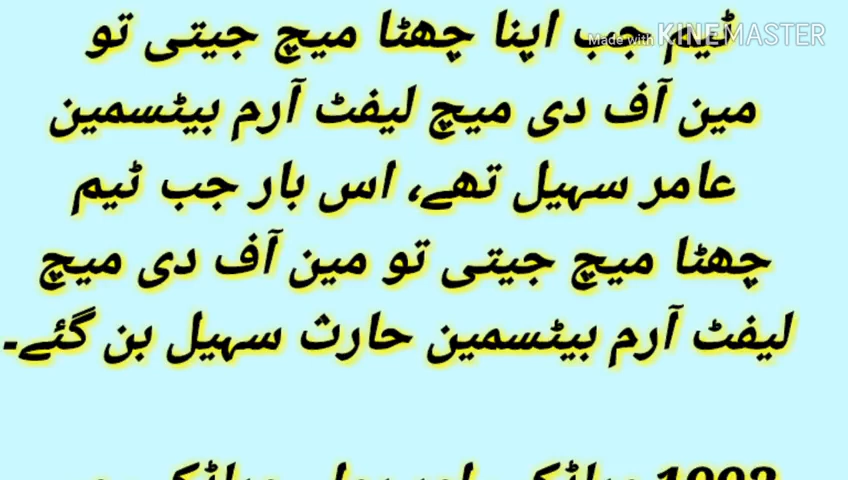 ٹیم جب اپنا چھٹا میچ جیتی تو
Made with KINEMASTER
مین آف دی میچ لیفٹ آرم بیٹسمین
عامر سہیل تھے، اس بار جب ٹیم
چھٹا میچ جیتی تو مین آف دی میچ
لیفٹ آرم بیٹسمین حارث سہیل بن گئے۔